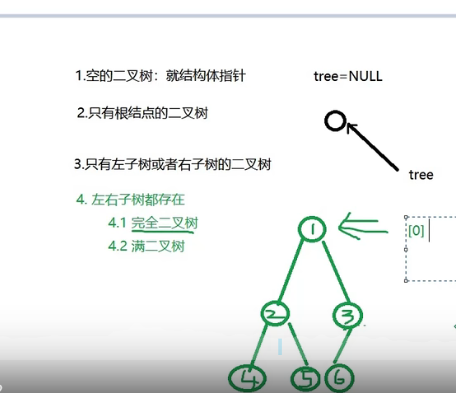 1.空的二叉树：就结构体指针
tree=NULL
2.只有根结点的二叉树
tree
3.只有左子树或者右子树的二叉树
4. 左右子树都存在
4.1 完全二叉树
4.2 满二叉树
1
[0]
2
3
4
5
6